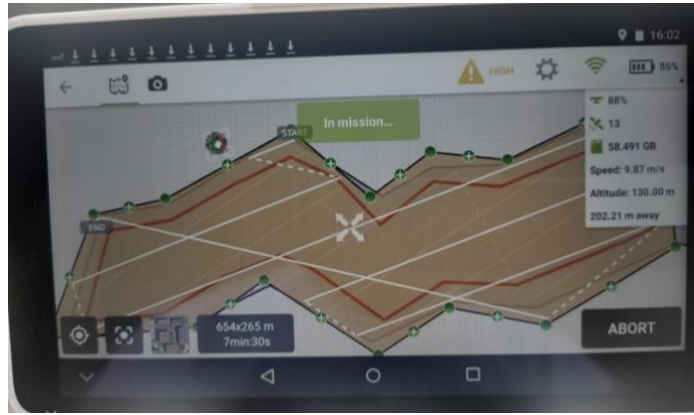 16:02
HIGH
85%
In mission...
88%
START
13
58.491 GB
Speed: 9.87 m/s
Altitude: 130.00 m
202.21 m away
END
654x265 m
7min:30s
ABORT